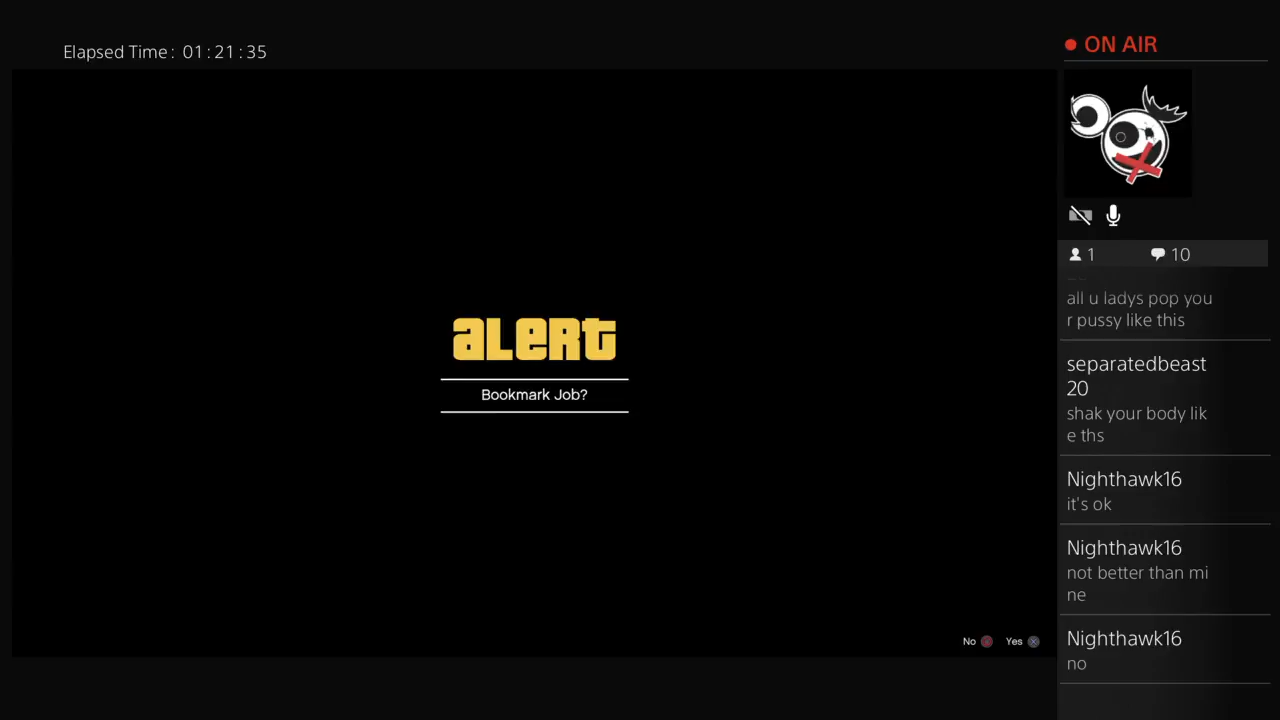 Elapsed Time: 01:21:35
ON AIR
1 10
all u ladys pop you
r pussy like this
separatedbeast
20
shak your body lik
e ths
Nighthawk16
it's ok
Nighthawk16
not better than mi
ne
Nighthawk16
no
alert
Bookmark Job?
No Yes